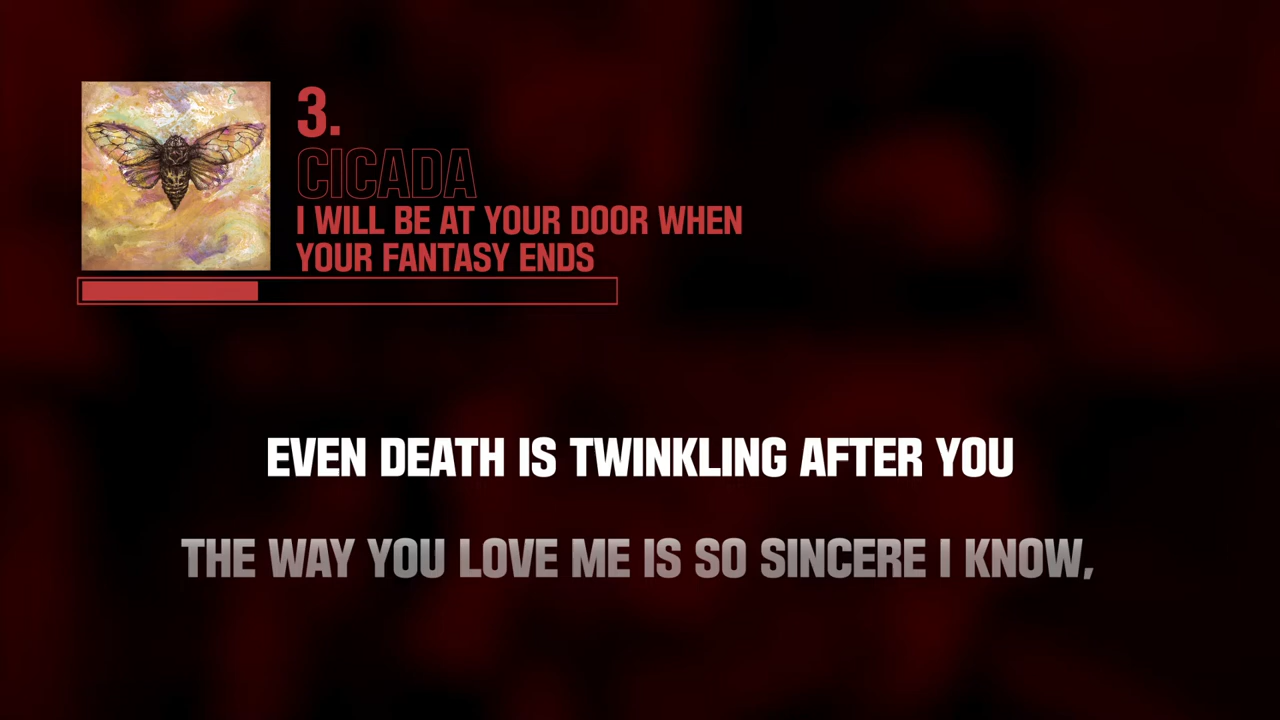 3.
CICADA
I WILL BE AT YOUR DOOR WHEN
YOUR FANTASY ENDS
EVEN DEATH IS TWINKLING AFTER YOU
THE WAY YOU LOVE ME IS SO SINCERE I KNOW,